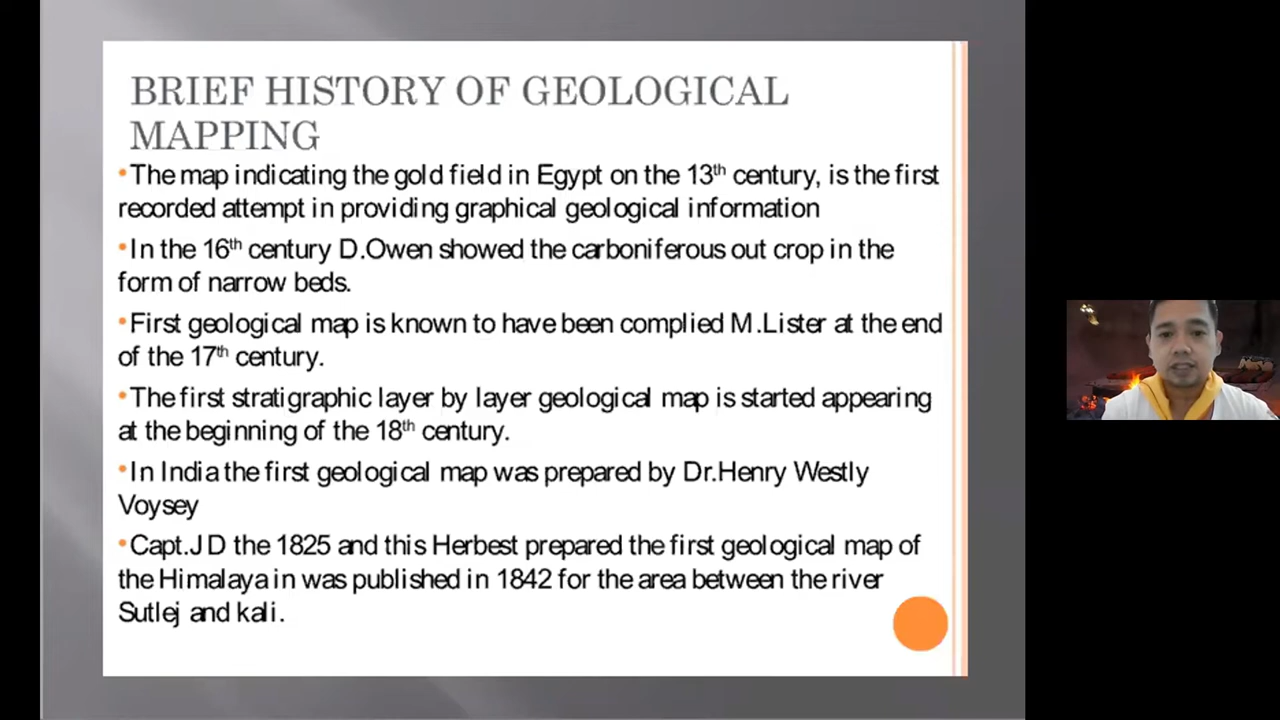 BRIEF HISTORY OF GEOLOGICAL
MAPPING
•The map indicating the gold field in Egypt on the 13th century, is the first
recorded attempt in providing graphical geological information
•In the 16th century D.Owen showed the carboniferous out crop in the
form of narrow beds.
•First geological map is known to have been complied M.Lister at the end
of the 17th century.
•The first stratigraphic layer by layer geological map is started appearing
at the beginning of the 18th century.
•In India the first geological map was prepared by Dr.Henry Westly
Voysey
•Capt.J D the 1825 and this Herbest prepared the first geological map of
the Himalaya in was published in 1842 for the area between the river
Sutlej and kali.